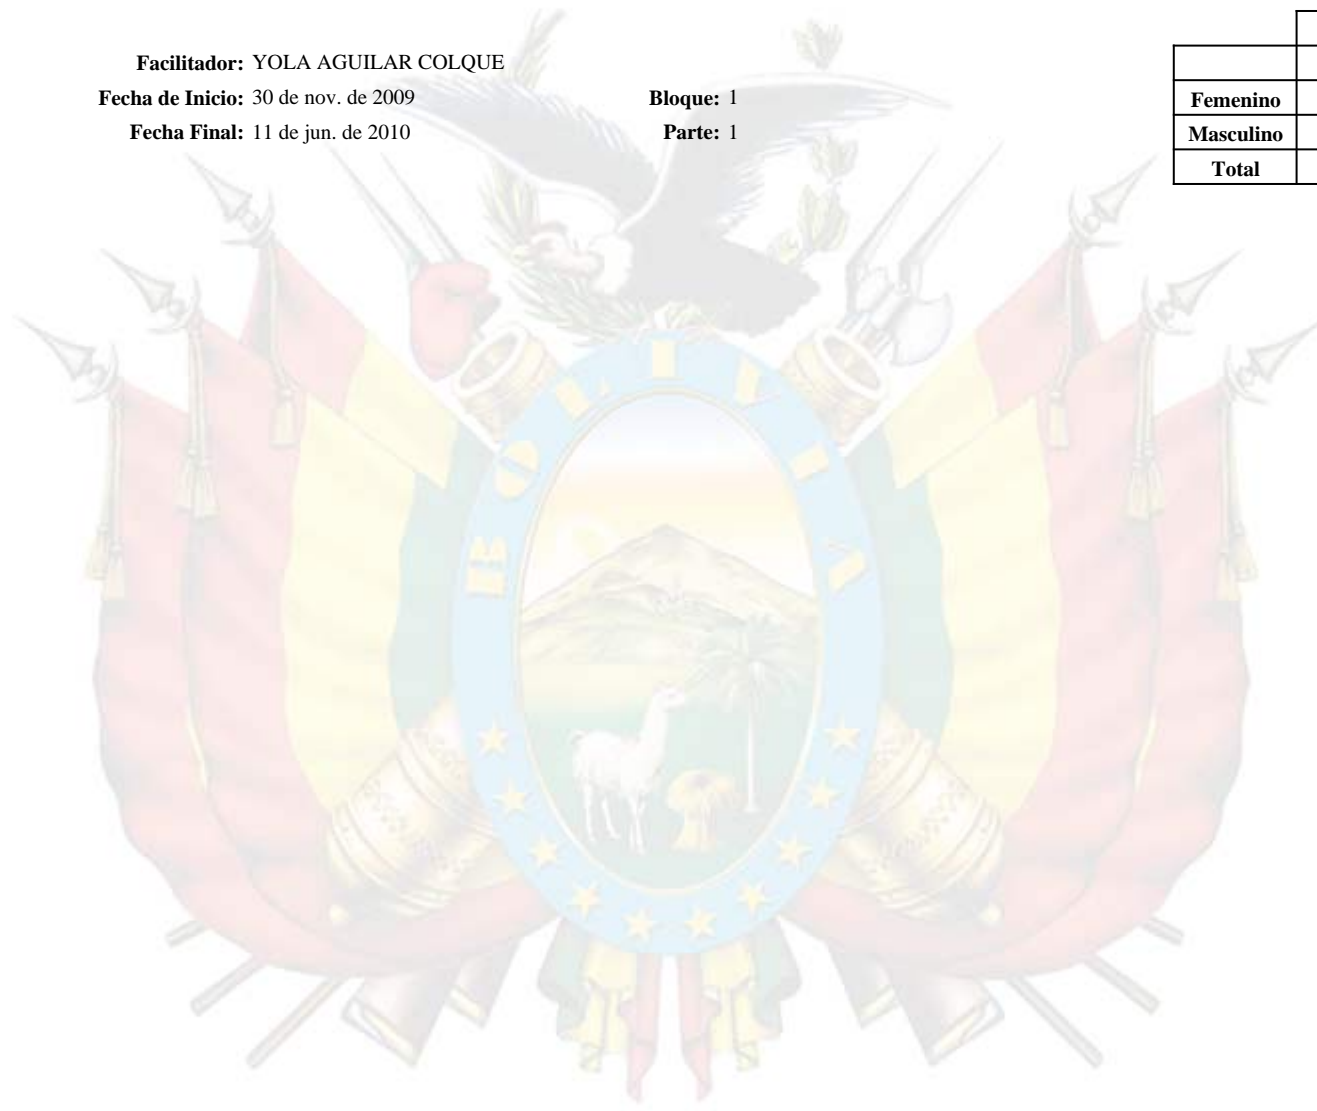 Facilitador: YOLA AGUILAR COLQUE
Fecha de Inicio: 30 de nov. de 2009 Bloque: 1
Fecha Final: 11 de jun. de 2010 Parte: 1
Femenino
Masculino
Total
BOLIVIA